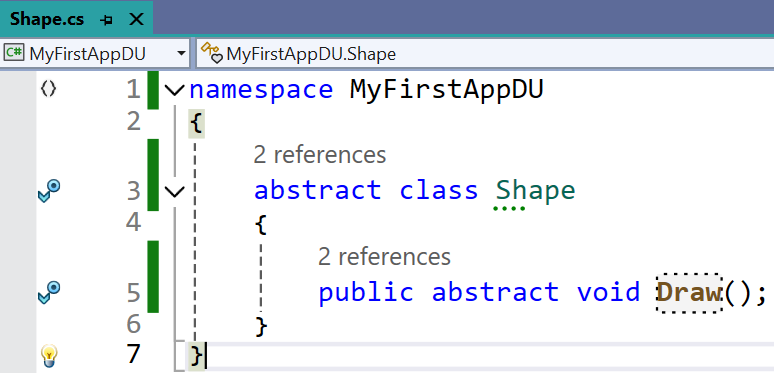 Shape.cs
C# MyFirstAppDU MyFirstAppDU.Shape
1 namespace MyFirstAppDU
2 {
2 references
3 abstract class Shape
4 {
2 references
5 public abstract void Draw();
6 }
7 }